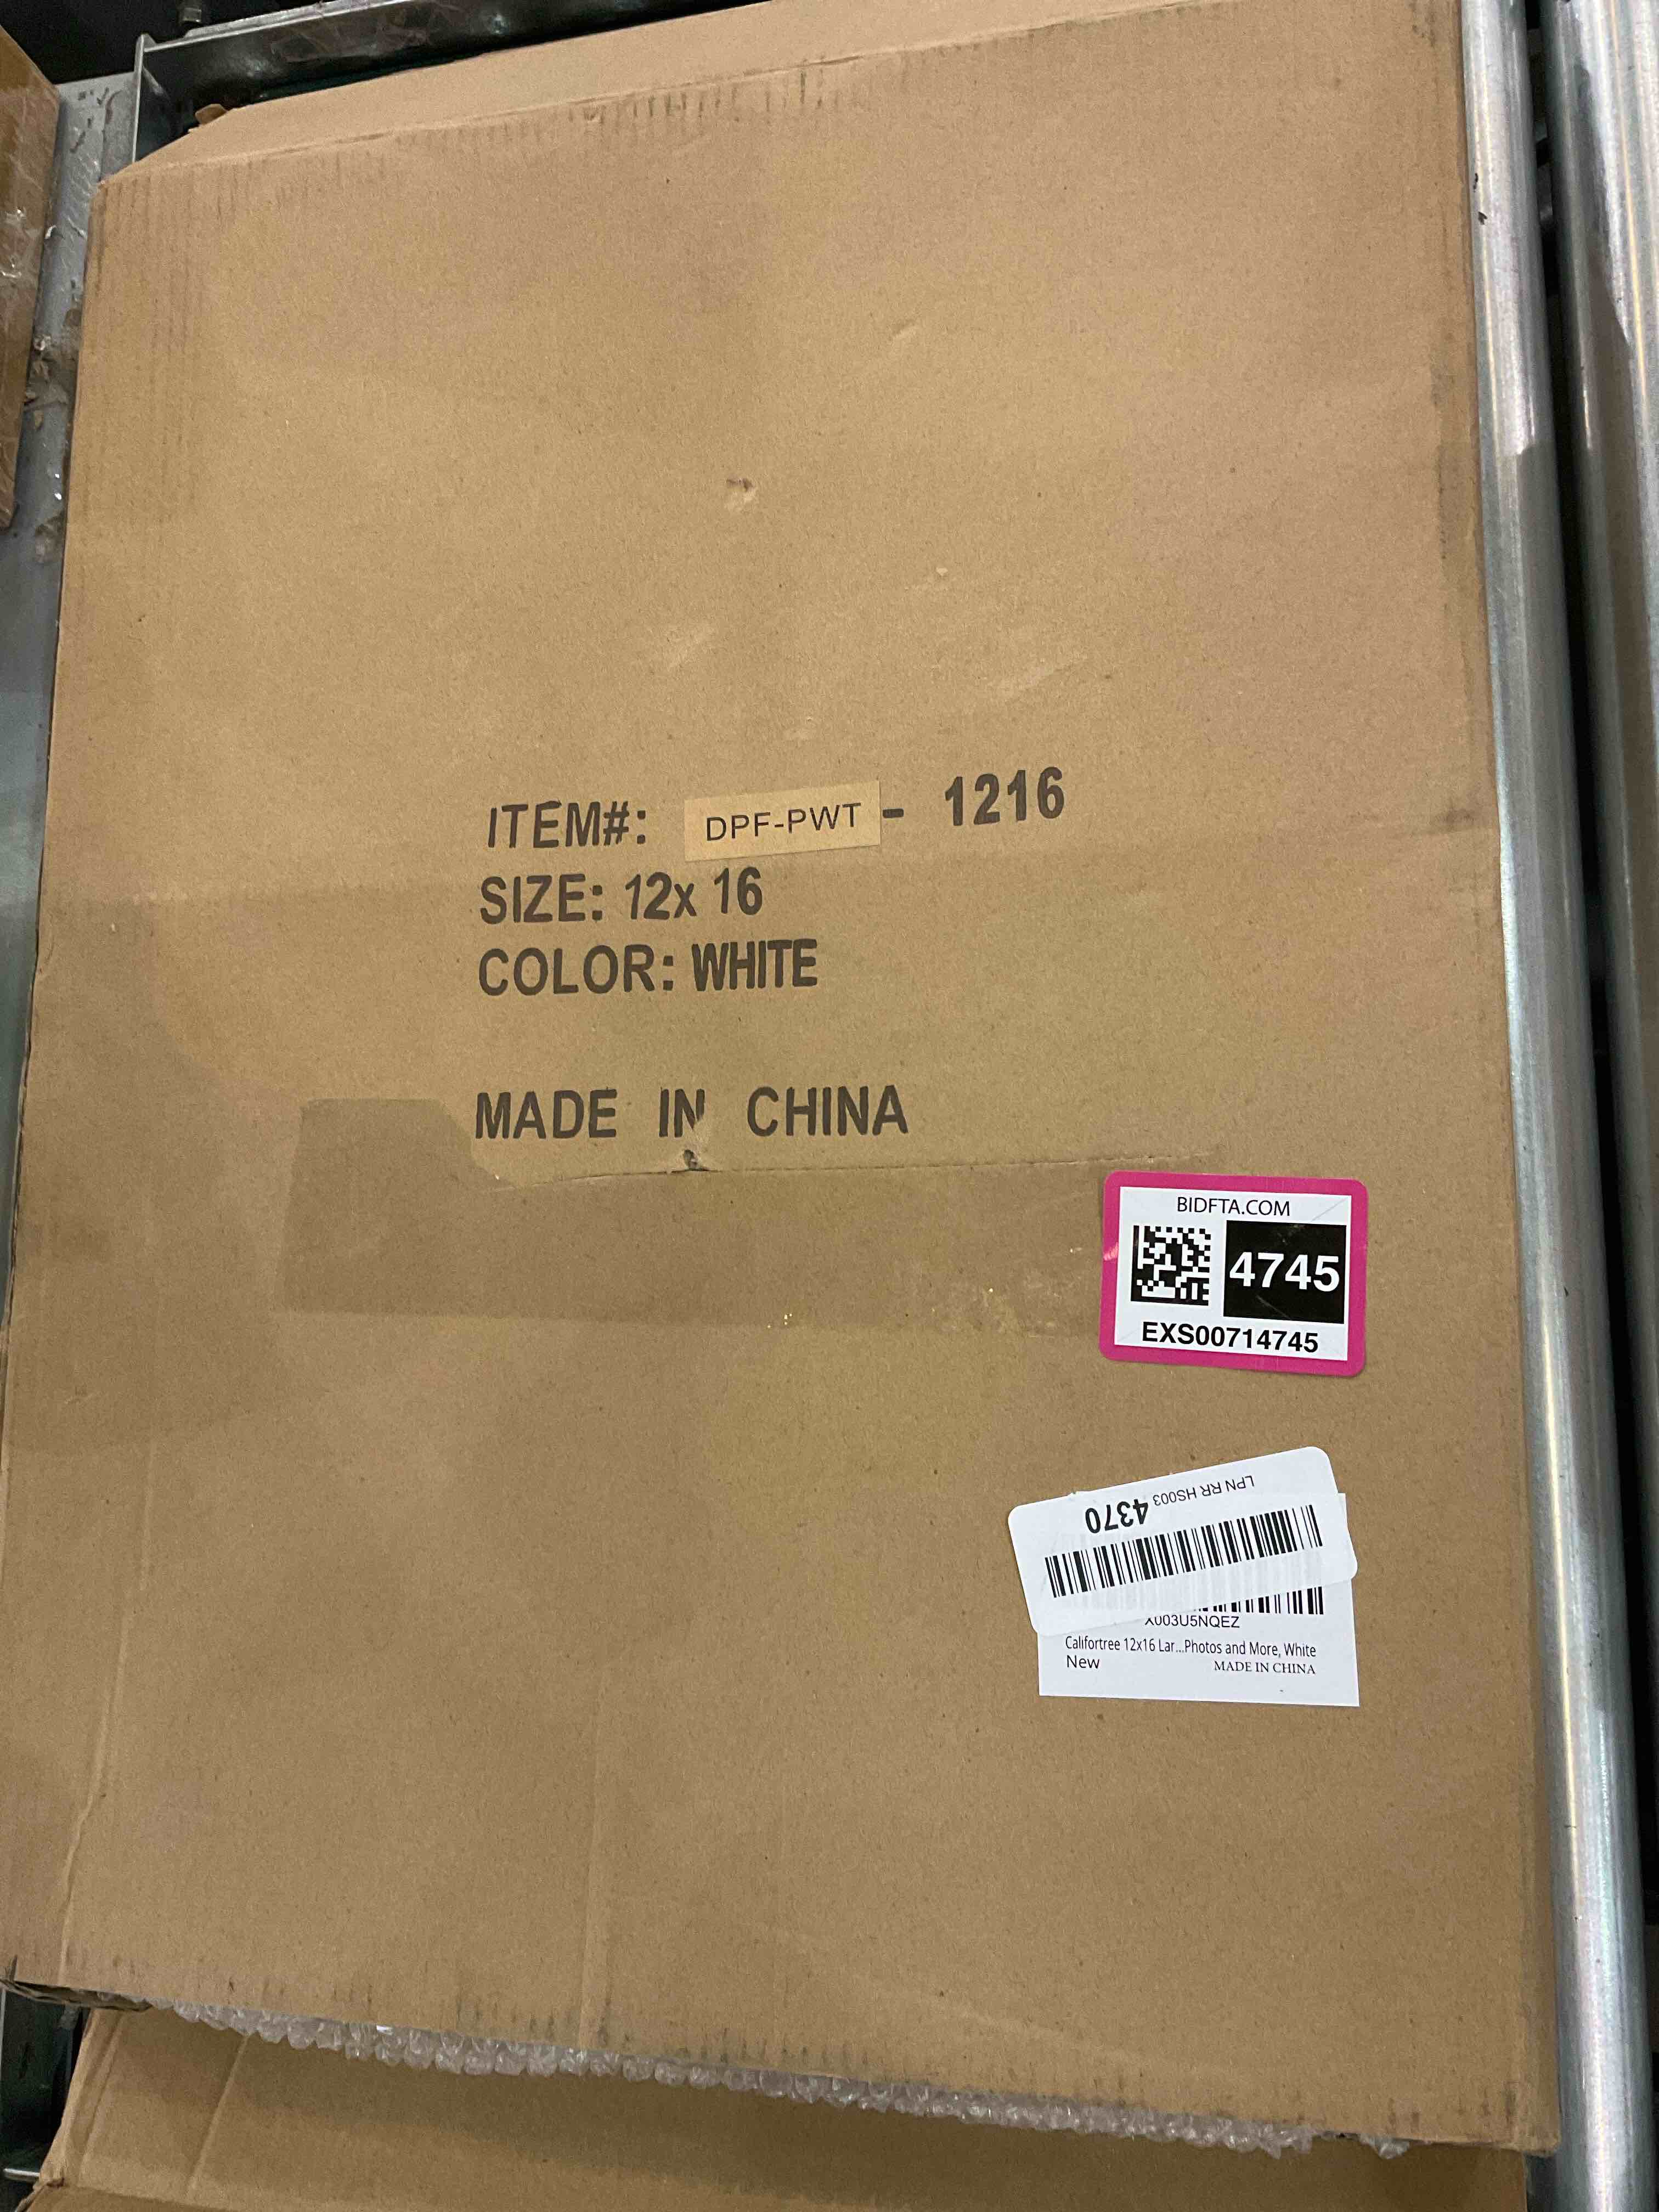 ITEM#: DPF-PWT - 1216
SIZE: 12x 16
COLOR: WHITE
MADE IN CHINA
BIDFTA.COM
4745
EXS00714745
LPN RR HS003 4370
X003U5NQEZ
Califortree 12x16 Lar...Photos and More, White
New MADE IN CHINA